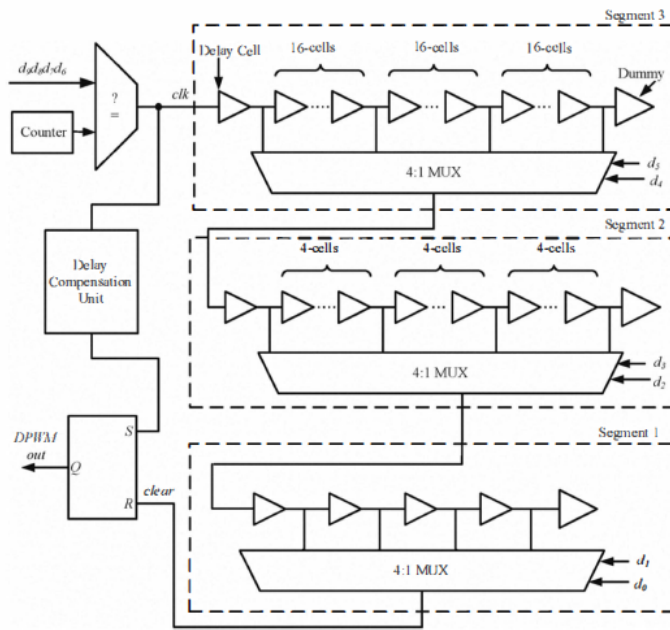 Segment 3
Delay Cell
16-cells
16-cells
16-cells
Dummy
d₉d₈d₇d₆
?
=
clk
Counter
4:1 MUX
d₅
d₄
Segment 2
4-cells
4-cells
4-cells
Delay
Compensation
Unit
4:1 MUX
d₃
d₂
Segment 1
DPWM
out
Q
S
R
clear
4:1 MUX
d₁
d₀